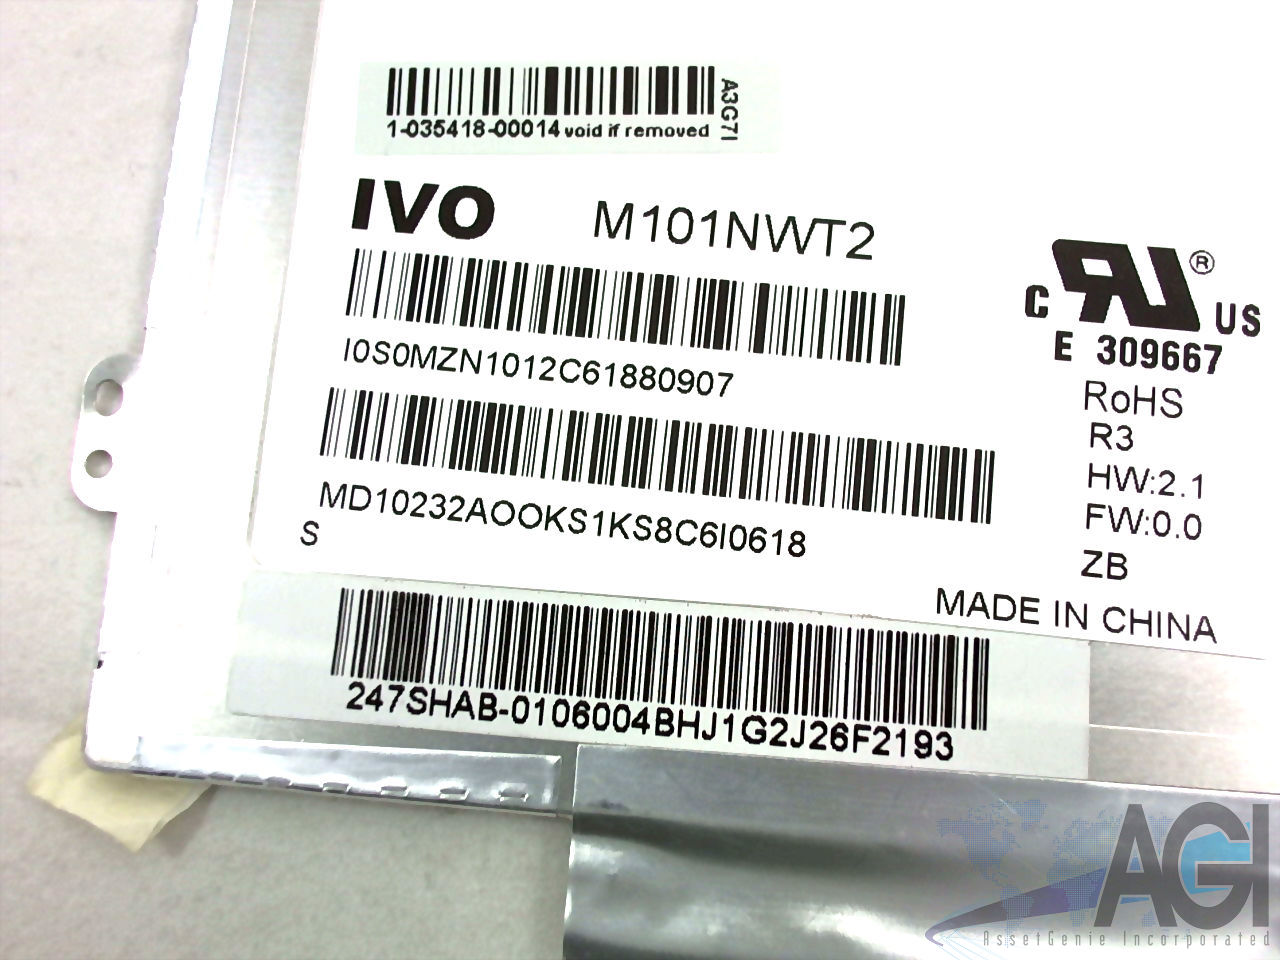 1-035418-00014 void if removed
A3G7I
IVO M101NWT2
I0S0MZN1012C61880907
MD10232AOOKS1KS8C6I0618
S
C UL ® US
E 309667
RoHS
R3
HW:2.1
FW:0.0
ZB
MADE IN CHINA
247SHAB-0106004BHJ1G2J26F2193
AGI
AssetGenie Incorporated